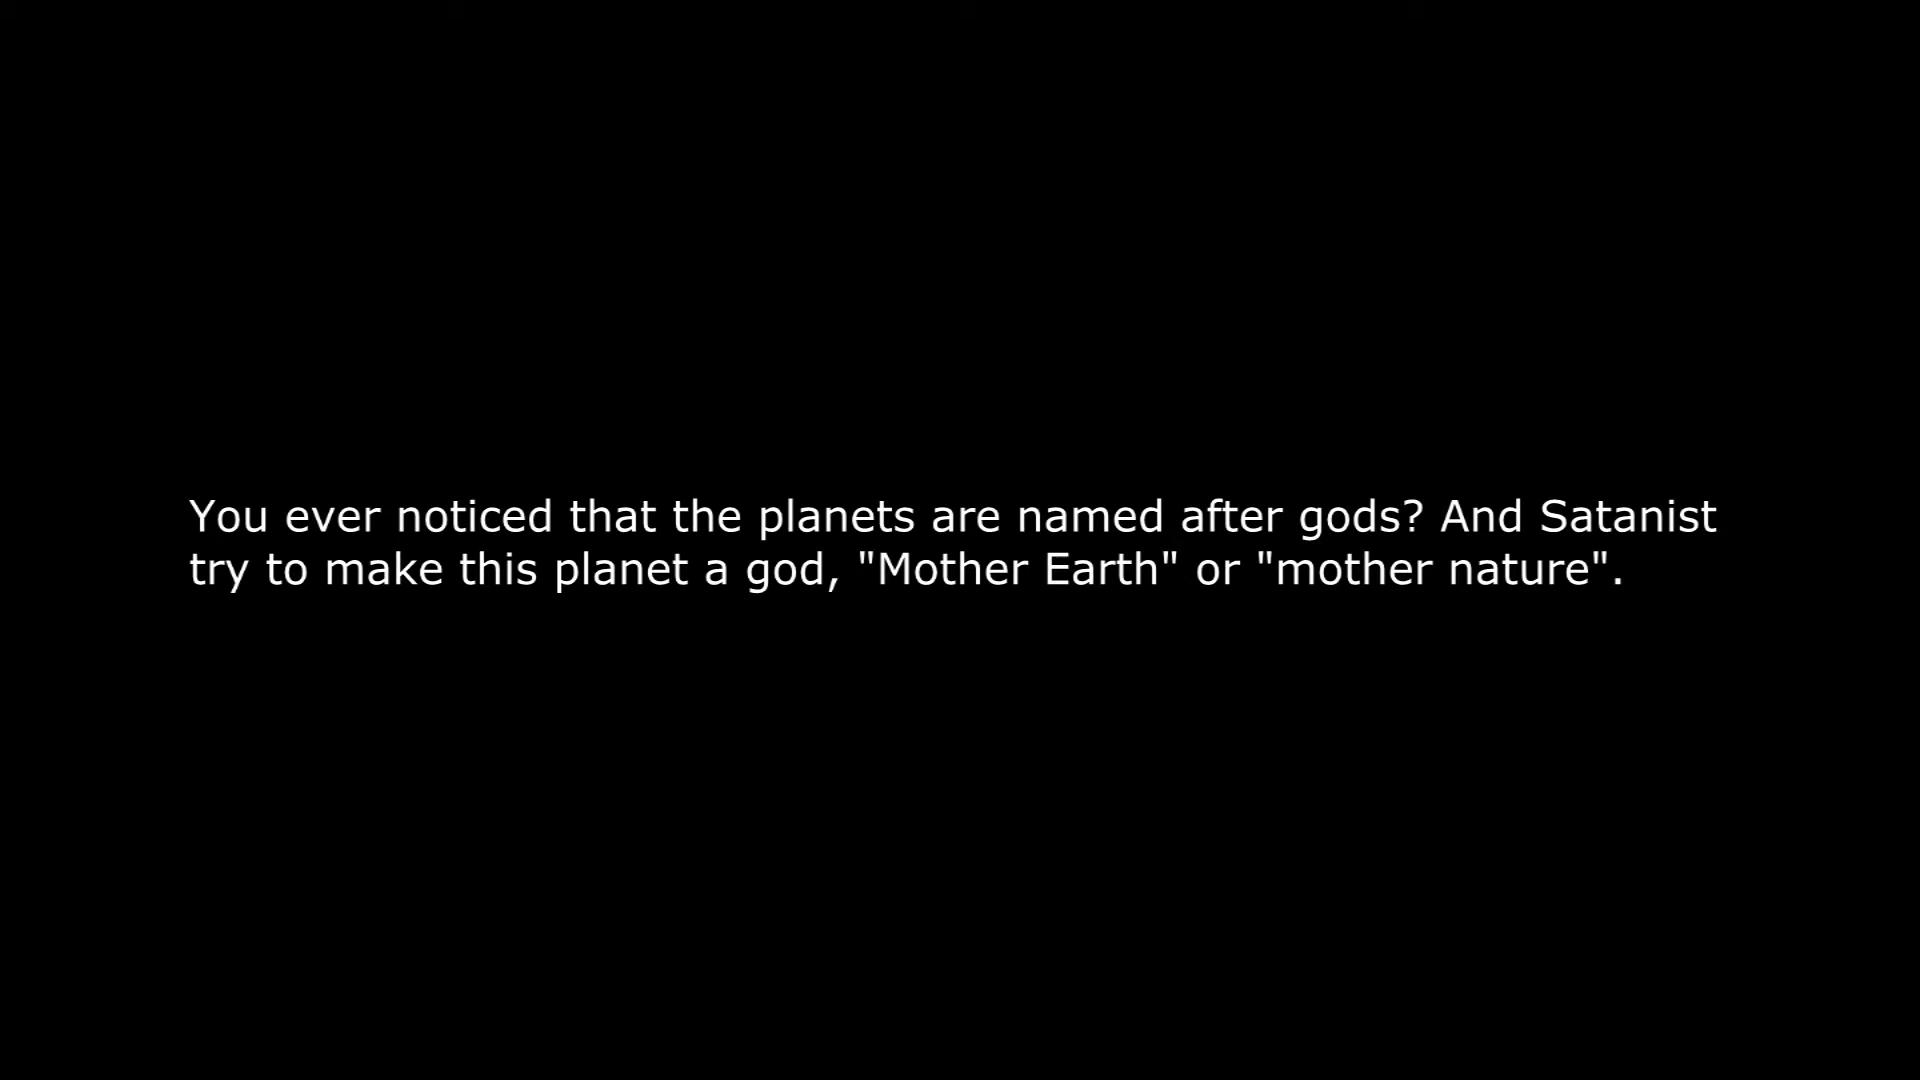 You ever noticed that the planets are named after gods? And Satanist
try to make this planet a god, "Mother Earth" or "mother nature".